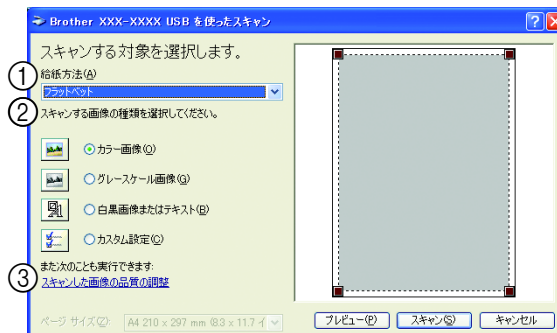 Brother XXX-XXXX USB を使ったスキャン
スキャンする対象を選択します。
① 給紙方法(A)
フラットベット
② スキャンする画像の種類を選択してください。
カラー画像(O)
グレースケール画像(G)
白黒画像またはテキスト(B)
カスタム設定(C)
また次のことも実行できます:
③ スキャンした画像の品質の調整
ページ サイズ(Z): A4 210 x 297 mm (8.3 x 11.7 イ
プレビュー(P) スキャン(S) キャンセル